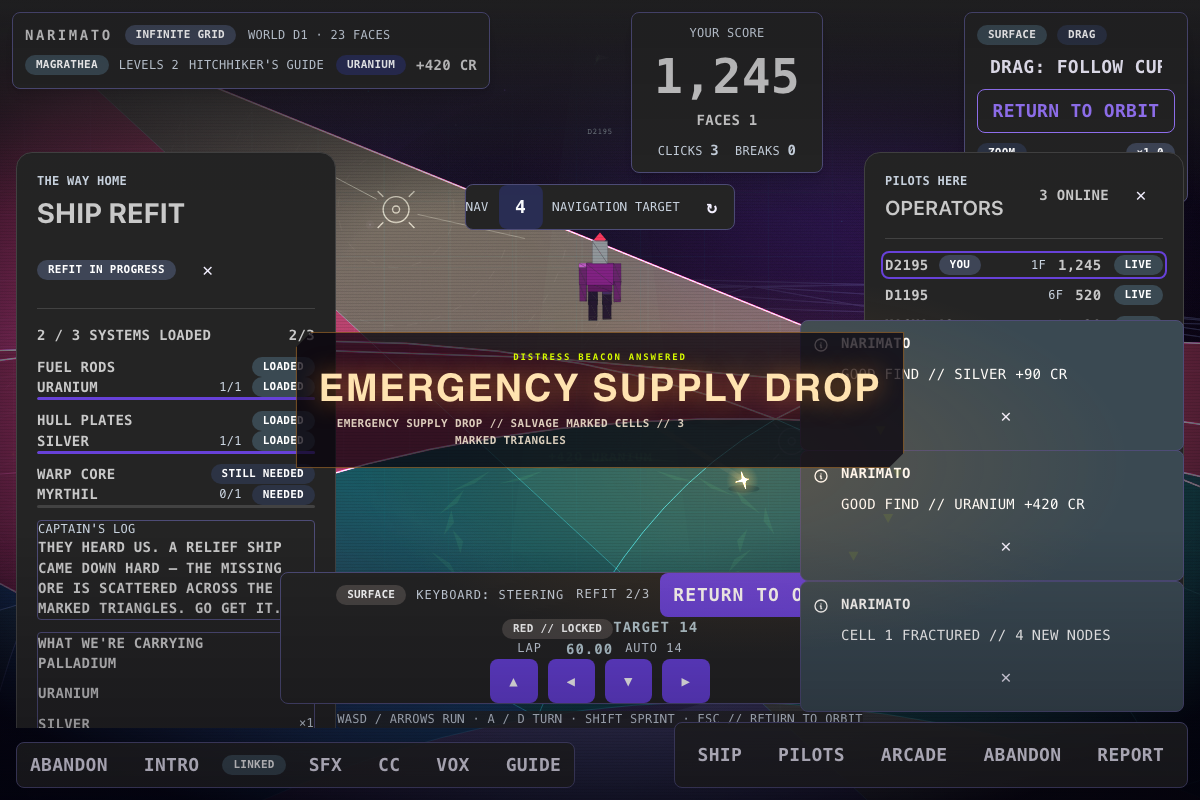 NARIMATO INFINITE GRID WORLD D1 · 23 FACES
MAGRATHEA LEVELS 2 HITCHHIKER'S GUIDE URANIUM +420 CR
YOUR SCORE
1,245
FACES 1
CLICKS 3 BREAKS 0
SURFACE DRAG
DRAG: FOLLOW CUR
RETURN TO ORBIT
ZOOM ×1.0
D2195
NAV 4 NAVIGATION TARGET ↻
THE WAY HOME
SHIP REFIT
REFIT IN PROGRESS ×
2 / 3 SYSTEMS LOADED 2/3
FUEL RODS LOADED
URANIUM 1/1 LOADED
HULL PLATES LOADED
SILVER 1/1 LOADED
WARP CORE STILL NEEDED
MYRTHIL 0/1 NEEDED
CAPTAIN'S LOG
THEY HEARD US. A RELIEF SHIP
CAME DOWN HARD — THE MISSING
ORE IS SCATTERED ACROSS THE
MARKED TRIANGLES. GO GET IT.
WHAT WE'RE CARRYING
PALLADIUM
URANIUM
SILVER ×1
PILOTS HERE
OPERATORS 3 ONLINE ×
D2195 YOU 1F 1,245 LIVE
D1195 6F 520 LIVE
DISTRESS BEACON ANSWERED
EMERGENCY SUPPLY DROP
EMERGENCY SUPPLY DROP // SALVAGE MARKED CELLS // 3
MARKED TRIANGLES
NARIMATO
GOOD FIND // SILVER +90 CR
×
NARIMATO
GOOD FIND // URANIUM +420 CR
×
NARIMATO
CELL 1 FRACTURED // 4 NEW NODES
×
SURFACE KEYBOARD: STEERING REFIT 2/3 RETURN TO O
RED // LOCKED TARGET 14
LAP 60.00 AUTO 14
▲ ◀ ▼ ▶
WASD / ARROWS RUN · A / D TURN · SHIFT SPRINT · ESC // RETURN TO ORBIT
ABANDON INTRO LINKED SFX CC VOX GUIDE
SHIP PILOTS ARCADE ABANDON REPORT